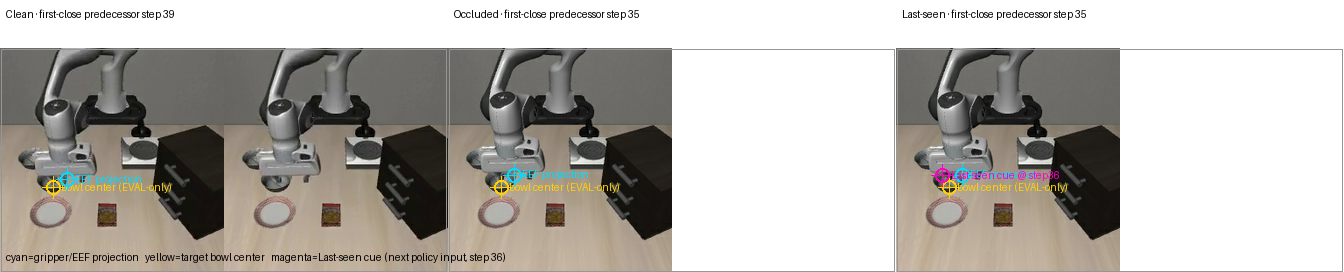 Clean · first-close predecessor step 39
Occluded · first-close predecessor step 35
Last-seen · first-close predecessor step 35
bowl center (EVAL-only)
bowl center (EVAL-only)
cue @ step36
bowl center (EVAL-only)
cyan=gripper/EEF projection yellow=target bowl center magenta=Last-seen cue (next policy input, step 36)